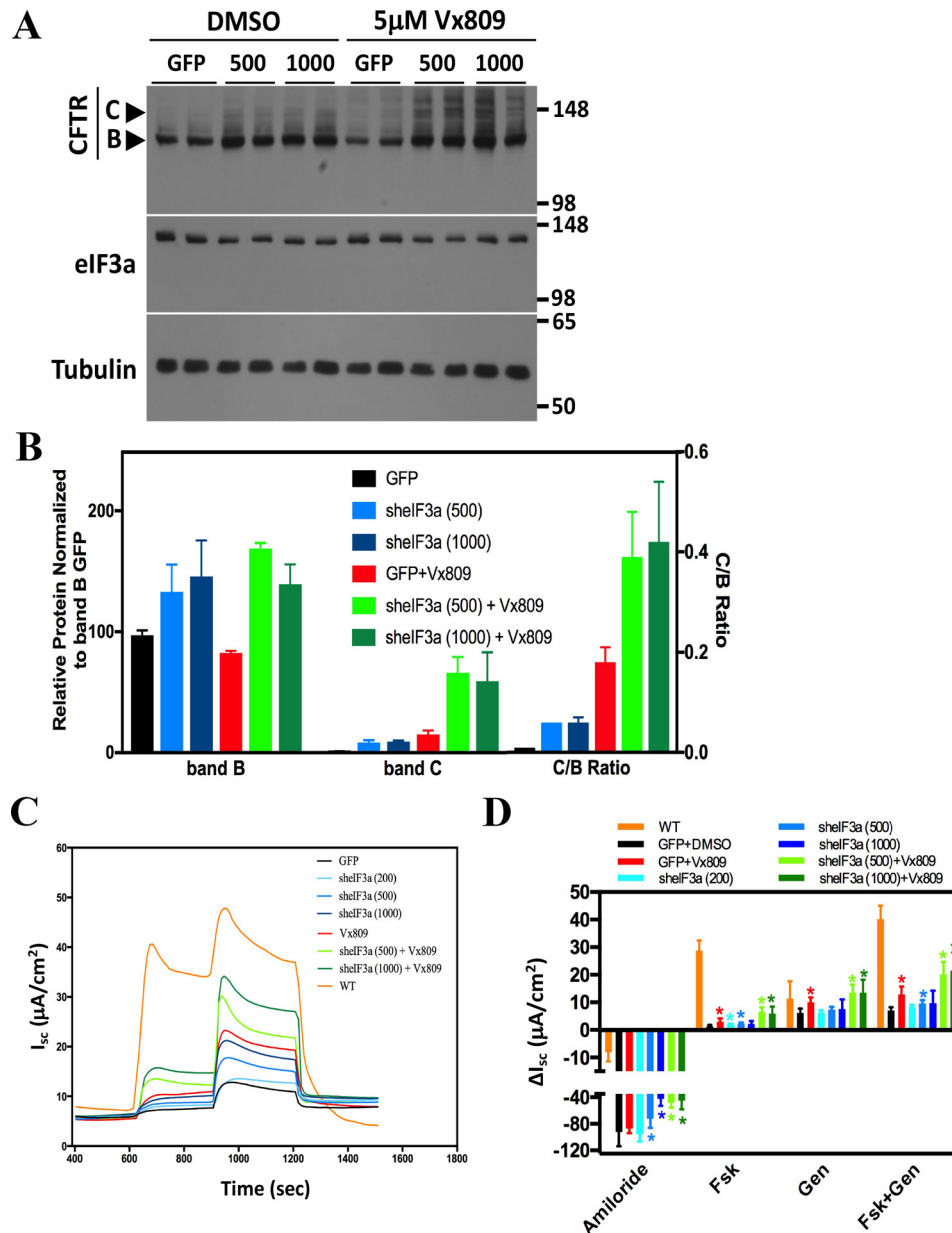 A
DMSO 5µM Vx809
GFP 500 1000 GFP 500 1000
CFTR
C
B
148
98
eIF3a
148
98
Tubulin
65
50
B
Relative Protein Normalized
to band B GFP
200
100
0
GFP
sheIF3a (500)
sheIF3a (1000)
GFP+Vx809
sheIF3a (500) + Vx809
sheIF3a (1000) + Vx809
0.6
0.4
0.2
0.0
C/B Ratio
band B band C C/B Ratio
C
Isc (µA/cm2)
60
50
40
30
20
10
0
GFP
sheIF3a (200)
sheIF3a (500)
sheIF3a (1000)
Vx809
sheIF3a (500) + Vx809
sheIF3a (1000) + Vx809
WT
400 600 800 1000 1200 1400 1600 1800
Time (sec)
D
WT
GFP+DMSO
GFP+Vx809
sheIF3a (200)
sheIF3a (500)
sheIF3a (1000)
sheIF3a (500)+Vx809
sheIF3a (1000)+Vx809
ΔIsc (µA/cm2)
50
40
30
20
10
0
-10
-40
-80
-120
* * * * * * * * * * * * * * * *
Amiloride Fsk Gen Fsk+Gen